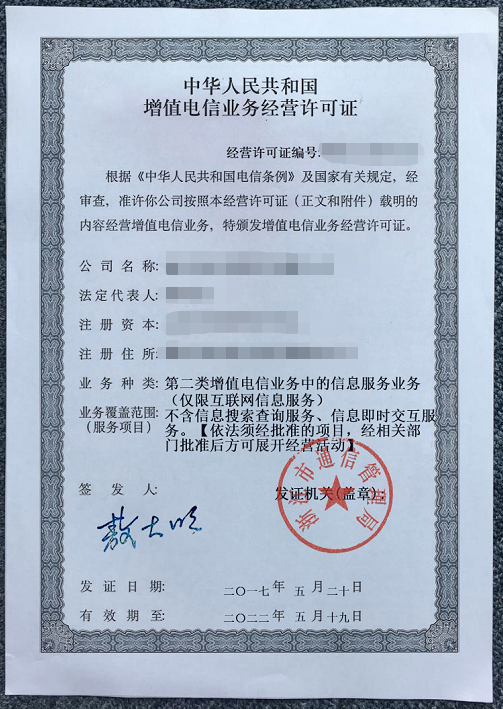 中华人民共和国
增值电信业务经营许可证
经营许可证编号:
根据《中华人民共和国电信条例》及国家有关规定，经
审查，准许你公司按照本经营许可证（正文和附件）载明的
内容经营增值电信业务，特颁发增值电信业务经营许可证。
公司名称:
法定代表人:
注册资本:
注册住所:
业务种类: 第二类增值电信业务中的信息服务业务
（仅限互联网信息服务）
业务覆盖范围: 不含信息搜索查询服务、信息即时交互服
（服务项目） 务。【依法须经批准的项目，经相关部
门批准后方可展开经营活动】
签发人:
发证机关(盖章):
市通信管理局
发证日期: 二〇一七年 五月二十日
有效期至: 二〇二二年 五月十九日